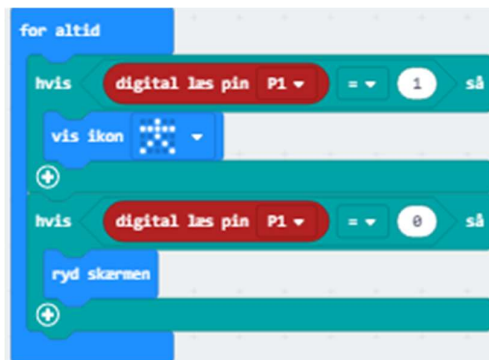 for altid
hvis digital læs pin P1 = 1 så
vis ikon
hvis digital læs pin P1 = 0 så
ryd skærmen